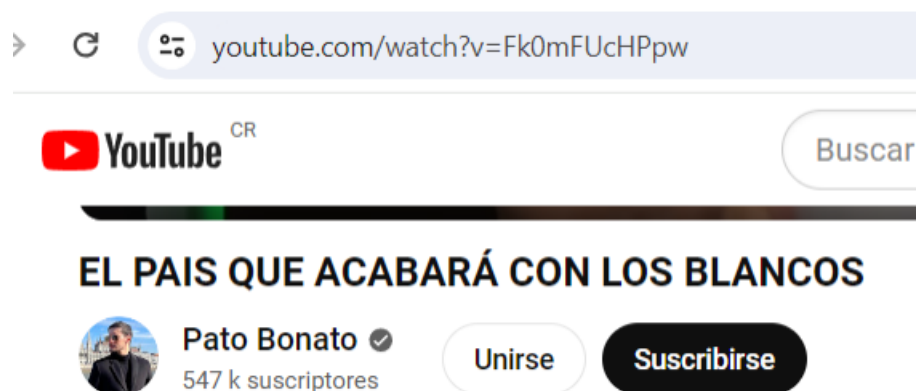 youtube.com/watch?v=Fk0mFUcHPpw
YouTube CR
Buscar
EL PAIS QUE ACABARÁ CON LOS BLANCOS
Pato Bonato
Unirse
Suscribirse
547 k suscriptores